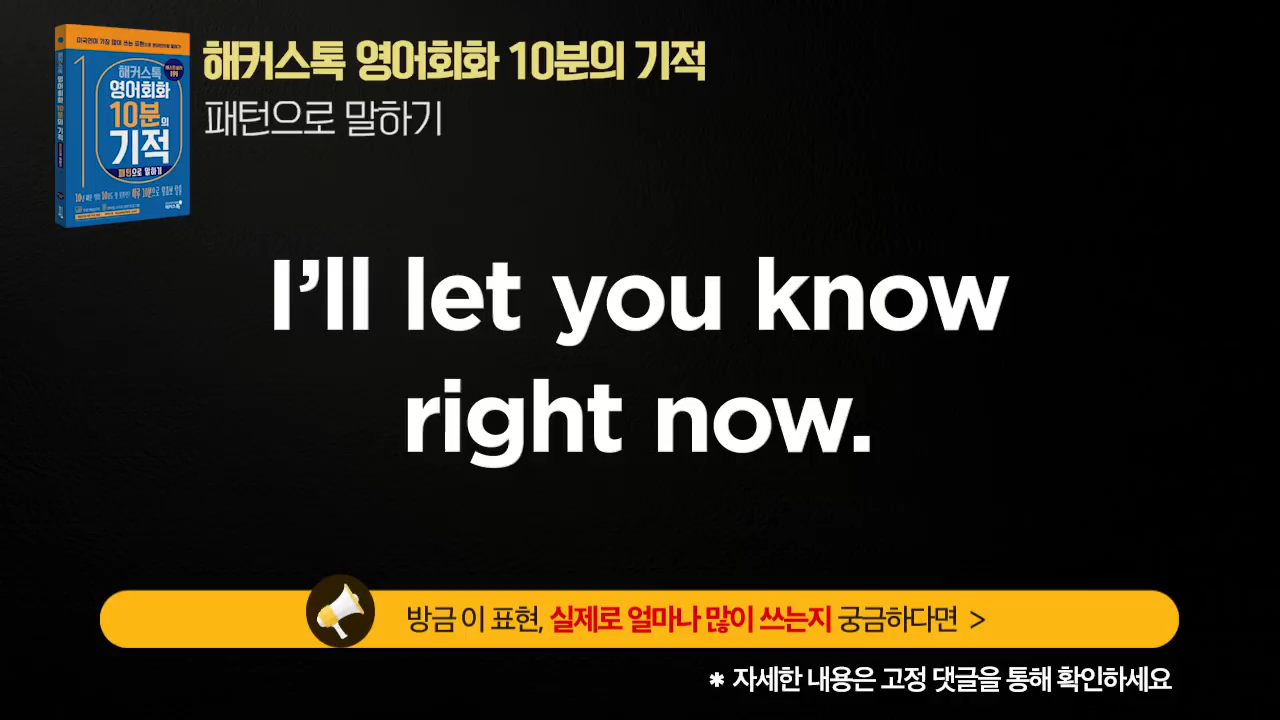 해커스톡 영어회화 10분의 기적
패턴으로 말하기
해커스톡
영어회화
10분의
기적
패턴으로 말하기
I’ll let you know
right now.
방금 이 표현, 실제로 얼마나 많이 쓰는지 궁금하다면 >
* 자세한 내용은 고정 댓글을 통해 확인하세요